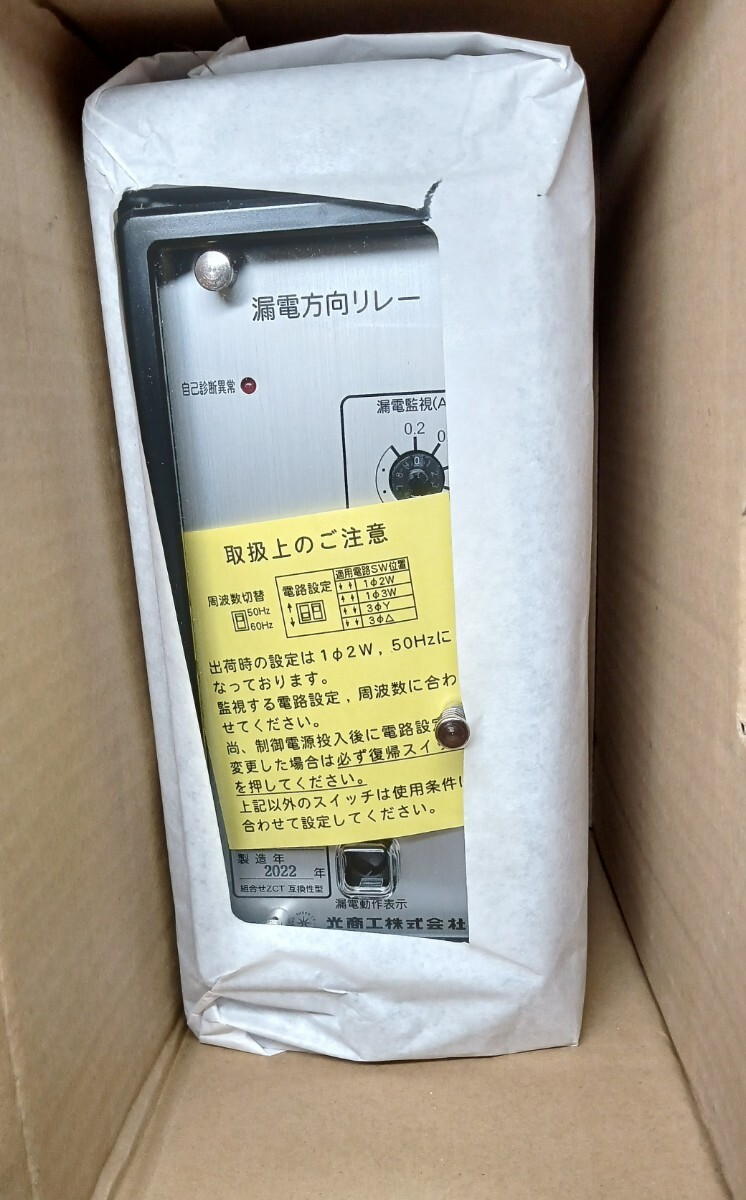 漏電方向リレー
自己診断異常
漏電監視(A
0.2
0
取扱上のご注意
周波数切替
50Hz
60Hz
電路設定
適用電路SW位置
1φ2W
1φ3W
3φY
3φΔ
出荷時の設定は1φ2W,50Hzに
なっております。
監視する電路設定,周波数に合わ
せてください。
尚、制御電源投入後に電路設定
変更した場合は必ず復帰スイ
を押してください。
上記以外のスイッチは使用条件に
合わせて設定してください。
製造年
2022 年
組合せZCT 互換性型
漏電動作表示
光商工株式会社